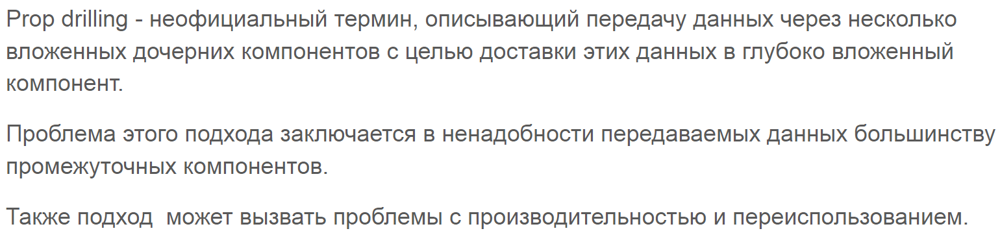 Prop drilling - неофициальный термин, описывающий передачу данных через несколько
вложенных дочерних компонентов с целью доставки этих данных в глубоко вложенный
компонент.
Проблема этого подхода заключается в ненадобности передаваемых данных большинству
промежуточных компонентов.
Также подход  может вызвать проблемы с производительностью и переиспользованием.